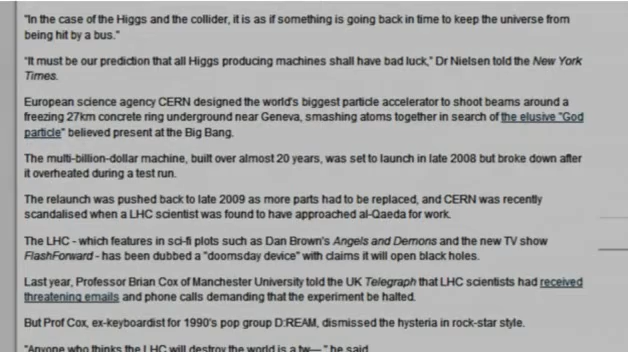 "In the case of the Higgs and the collider, it is as if something is going back in time to keep the universe from
being hit by a bus."
"It must be our prediction that all Higgs producing machines shall have bad luck," Dr Nielsen told the New York
Times.
European science agency CERN designed the world's biggest particle accelerator to shoot beams around a
freezing 27km concrete ring underground near Geneva, smashing atoms together in search of the elusive "God
particle" believed present at the Big Bang.
The multi-billion-dollar machine, built over almost 20 years, was set to launch in late 2008 but broke down after
it overheated during a test run.
The relaunch was pushed back to late 2009 as more parts had to be replaced, and CERN was recently
scandalised when a LHC scientist was found to have approached al-Qaeda for work.
The LHC - which features in sci-fi plots such as Dan Brown's Angels and Demons and the new TV show
FlashForward - has been dubbed a "doomsday device" with claims it will open black holes.
Last year, Professor Brian Cox of Manchester University told the UK Telegraph that LHC scientists had received
threatening emails and phone calls demanding that the experiment be halted.
But Prof Cox, ex-keyboardist for 1990's pop group D:REAM, dismissed the hysteria in rock-star style.
"Anyone who thinks the LHC will destroy the world is a tw—," he said.